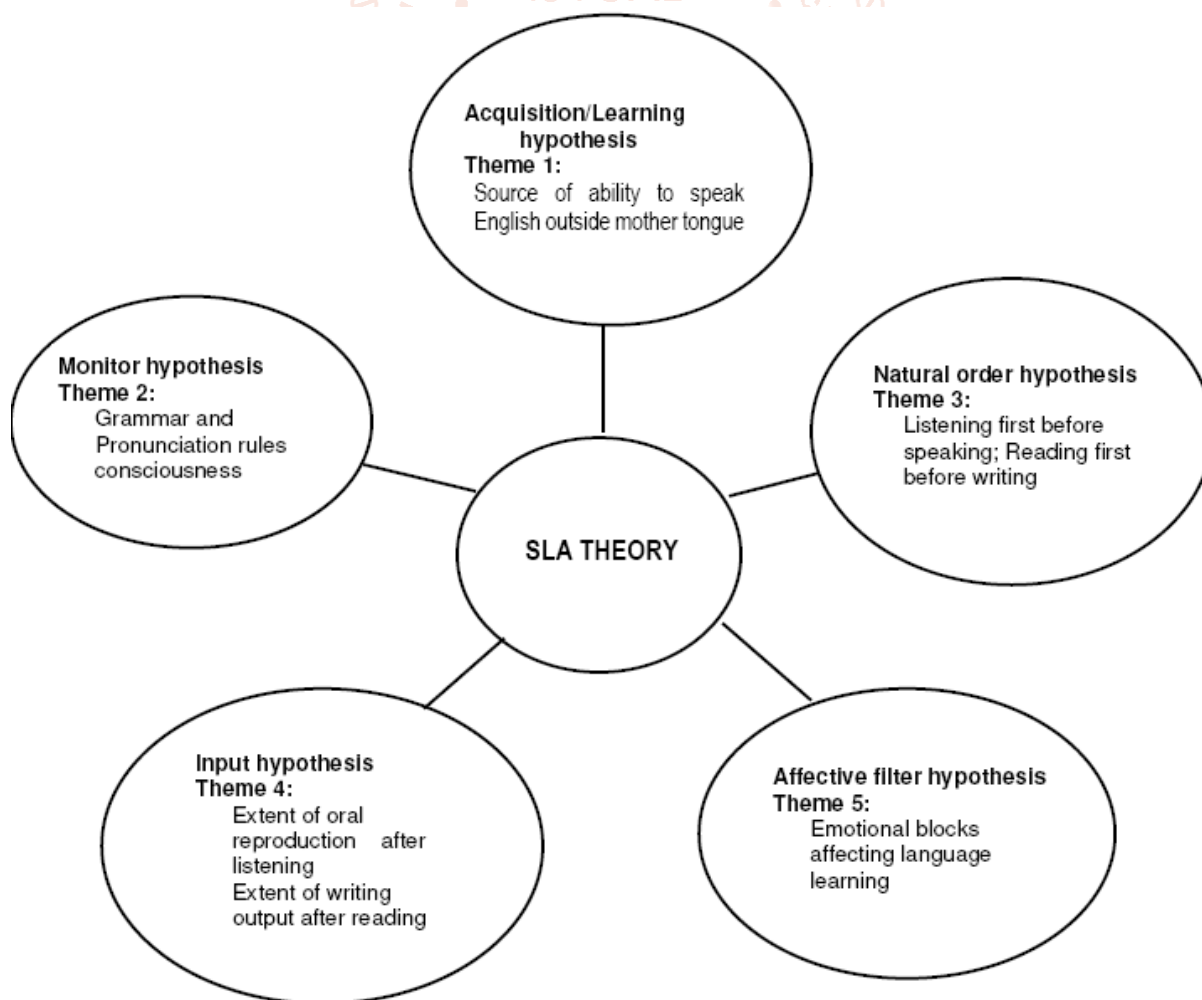 Acquisition/Learning
hypothesis
Theme 1:
Source of ability to speak
English outside mother tongue
Monitor hypothesis
Theme 2:
Grammar and
Pronunciation rules
consciousness
Natural order hypothesis
Theme 3:
Listening first before
speaking; Reading first
before writing
SLA THEORY
Input hypothesis
Theme 4:
Extent of oral
reproduction after
listening
Extent of writing
output after reading
Affective filter hypothesis
Theme 5:
Emotional blocks
affecting language
learning